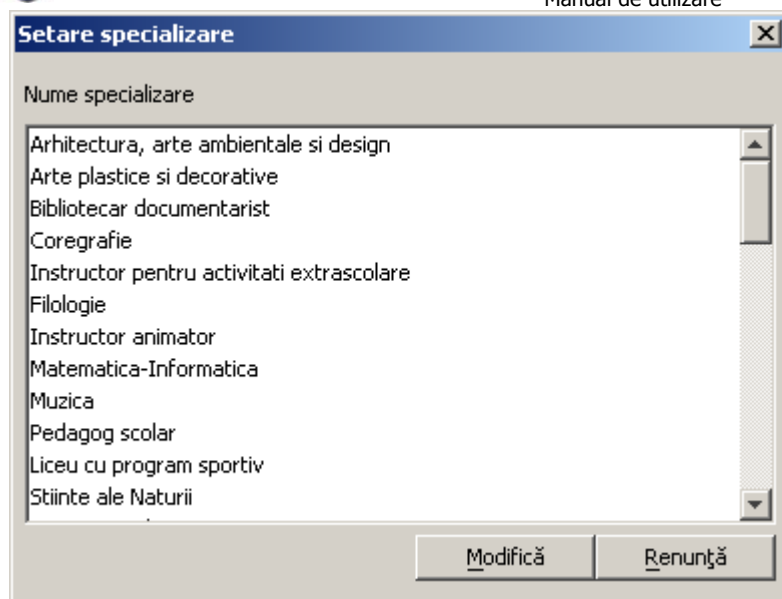 Manual de utilizare
Setare specializare
Nume specializare
Arhitectura, arte ambientale si design
Arte plastice si decorative
Bibliotecar documentarist
Coregrafie
Instructor pentru activitati extrascolare
Filologie
Instructor animator
Matematica-Informatica
Muzica
Pedagog scolar
Liceu cu program sportiv
Stiinte ale Naturii
Modifică Renunţă